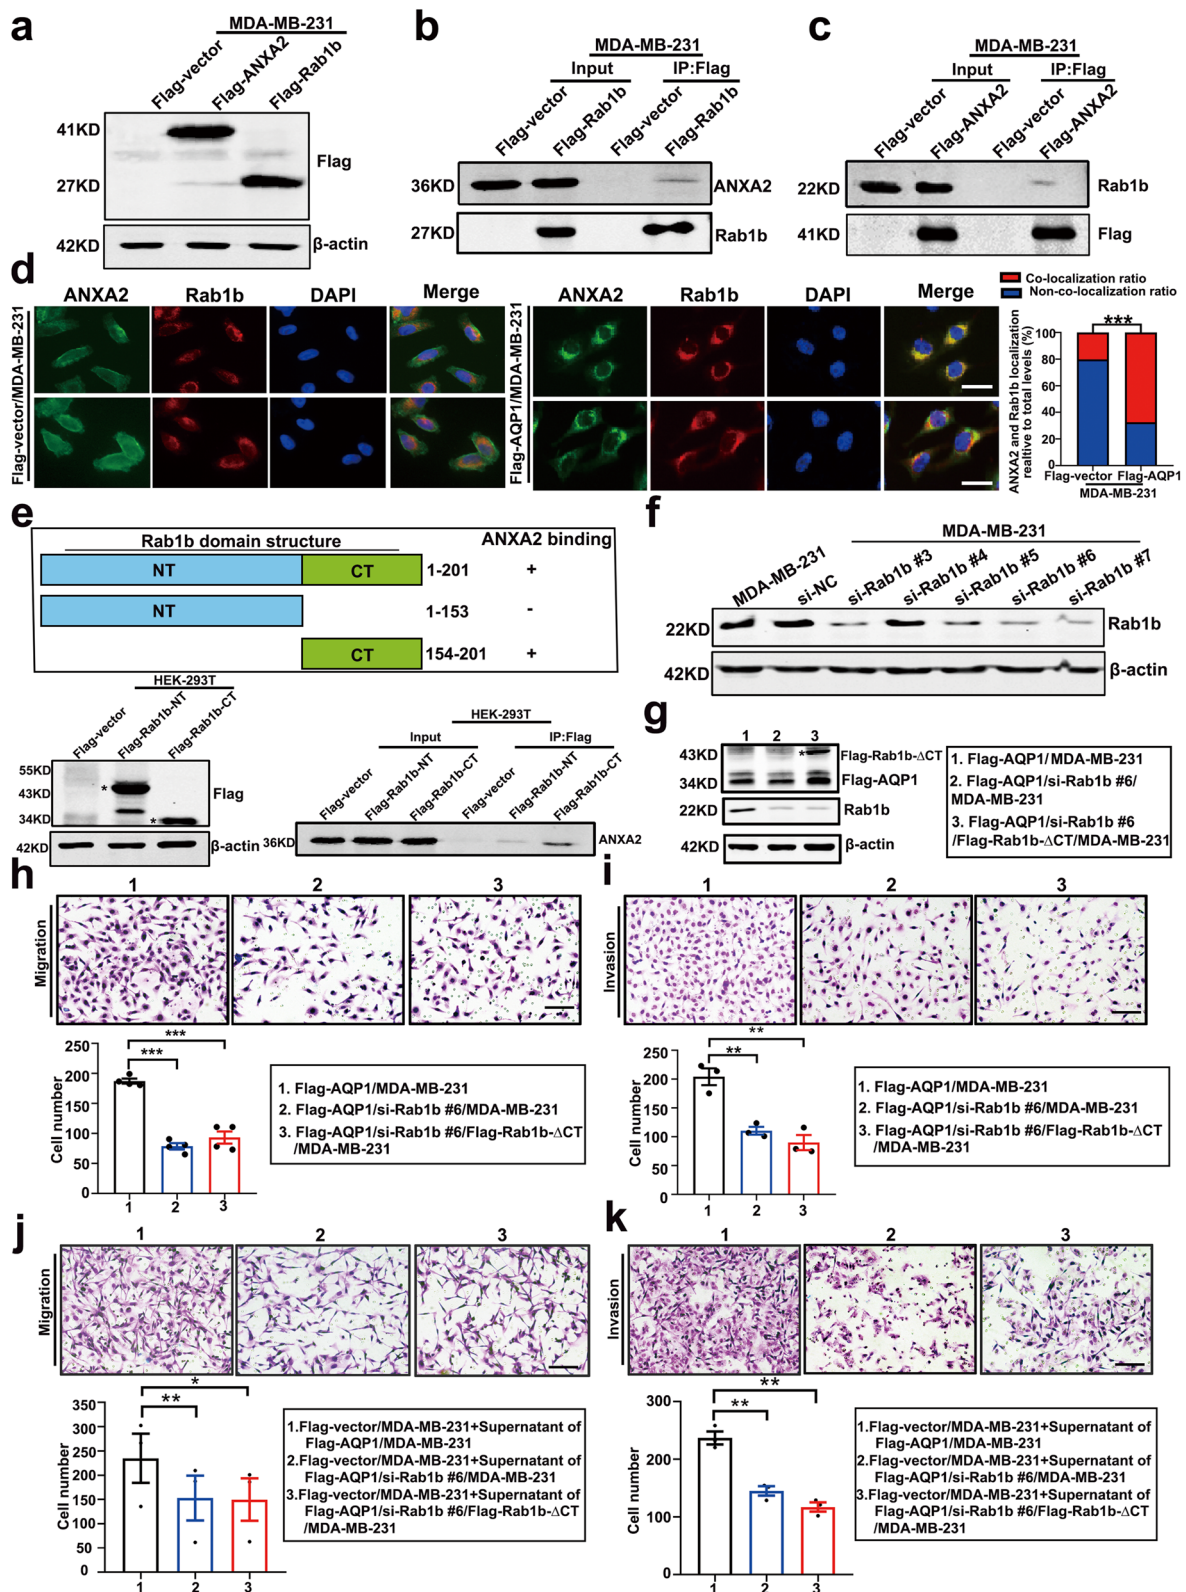 a
MDA-MB-231
Flag-vector
Flag-ANXA2
Flag-Rab1b
41KD
27KD
Flag
42KD
β-actin
b
MDA-MB-231
Input
IP:Flag
Flag-vector
Flag-Rab1b
Flag-vector
Flag-Rab1b
36KD
ANXA2
27KD
Rab1b
c
MDA-MB-231
Input
IP:Flag
Flag-vector
Flag-ANXA2
Flag-vector
Flag-ANXA2
22KD
Rab1b
41KD
Flag
d
ANXA2 Rab1b DAPI Merge
Flag-vector/MDA-MB-231
ANXA2 Rab1b DAPI Merge
Flag-AQP1/MDA-MB-231
Co-localization ratio
Non-co-localization ratio
***
ANXA2 and Rab1b localization
realtive to total levels (%)
100
80
60
40
20
0
Flag-vector Flag-AQP1
MDA-MB-231
e
Rab1b domain structure
ANXA2 binding
NT CT 1-201 +
NT 1-153 -
CT 154-201 +
HEK-293T
Flag-vector
Flag-Rab1b-NT
Flag-Rab1b-CT
55KD
43KD
*
34KD
*
Flag
42KD
β-actin
HEK-293T
Input
IP:Flag
Flag-vector
Flag-Rab1b-NT
Flag-Rab1b-CT
Flag-vector
Flag-Rab1b-NT
Flag-Rab1b-CT
36KD
ANXA2
f
MDA-MB-231
MDA-MB-231
si-NC
si-Rab1b #3
si-Rab1b #4
si-Rab1b #5
si-Rab1b #6
si-Rab1b #7
22KD
Rab1b
42KD
β-actin
g
1 2 3
43KD
*
Flag-Rab1b-ΔCT
34KD
Flag-AQP1
22KD
Rab1b
42KD
β-actin
1. Flag-AQP1/MDA-MB-231
2. Flag-AQP1/si-Rab1b #6/
MDA-MB-231
3. Flag-AQP1/si-Rab1b #6
/Flag-Rab1b-ΔCT/MDA-MB-231
h
1 2 3
Migration
***
***
Cell number
250
200
150
100
50
0
1 2 3
1. Flag-AQP1/MDA-MB-231
2. Flag-AQP1/si-Rab1b #6/MDA-MB-231
3. Flag-AQP1/si-Rab1b #6/Flag-Rab1b-ΔCT
/MDA-MB-231
i
1 2 3
Invasion
**
**
Cell number
250
200
150
100
50
0
1 2 3
1. Flag-AQP1/MDA-MB-231
2. Flag-AQP1/si-Rab1b #6/MDA-MB-231
3. Flag-AQP1/si-Rab1b #6/Flag-Rab1b-ΔCT
/MDA-MB-231
j
1 2 3
Migration
*
**
Cell number
350
300
250
200
150
100
50
0
1 2 3
1.Flag-vector/MDA-MB-231+Supernatant of
Flag-AQP1/MDA-MB-231
2.Flag-vector/MDA-MB-231+Supernatant of
Flag-AQP1/si-Rab1b #6/MDA-MB-231
3.Flag-vector/MDA-MB-231+Supernatant of
Flag-AQP1/si-Rab1b #6/Flag-Rab1b-ΔCT
/MDA-MB-231
k
1 2 3
Invasion
**
**
Cell number
300
200
100
0
1 2 3
1.Flag-vector/MDA-MB-231+Supernatant of
Flag-AQP1/MDA-MB-231
2.Flag-vector/MDA-MB-231+Supernatant of
Flag-AQP1/si-Rab1b #6/MDA-MB-231
3.Flag-vector/MDA-MB-231+Supernatant of
Flag-AQP1/si-Rab1b #6/Flag-Rab1b-ΔCT
/MDA-MB-231